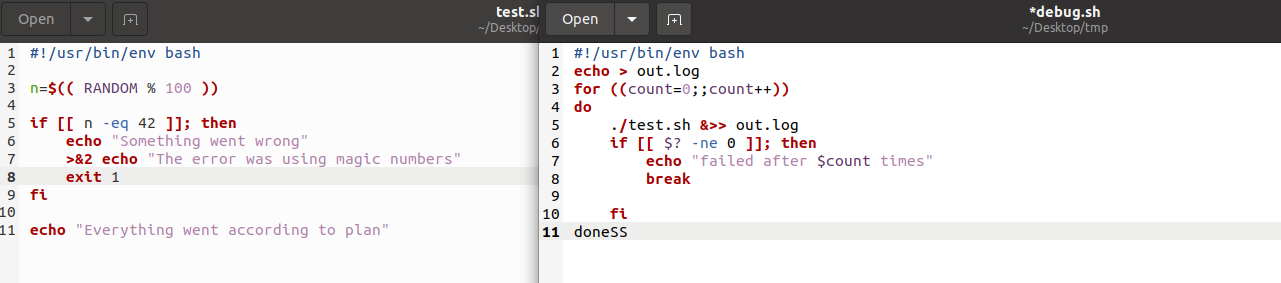 Open
test.sh
~/Desktop/
1 #!/usr/bin/env bash
2
3 n=$(( RANDOM % 100 ))
4
5 if [[ n -eq 42 ]]; then
6     echo "Something went wrong"
7     >&2 echo "The error was using magic numbers"
8     exit 1
9 fi
10
11 echo "Everything went according to plan"
Open
*debug.sh
~/Desktop/tmp
1 #!/usr/bin/env bash
2 echo > out.log
3 for ((count=0;;count++))
4 do
5     ./test.sh &>> out.log
6     if [[ $? -ne 0 ]]; then
7         echo "failed after $count times"
8         break
9
10     fi
11 doneSS